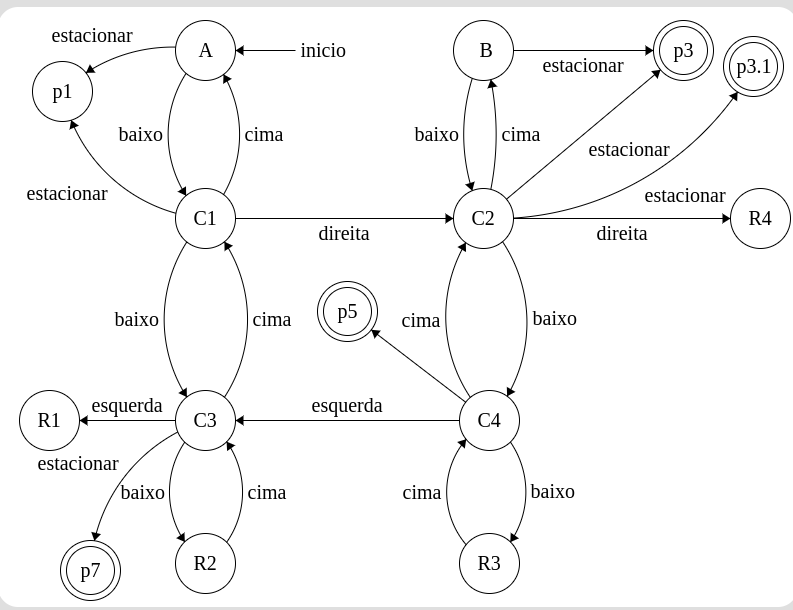 estacionar
A
inicio
B
p3
p3.1
estacionar
p1
baixo
cima
baixo
cima
estacionar
estacionar
estacionar
C1
C2
R4
direita
direita
p5
baixo
cima
cima
baixo
esquerda
esquerda
R1
C3
C4
estacionar
baixo
cima
cima
baixo
p7
R2
R3